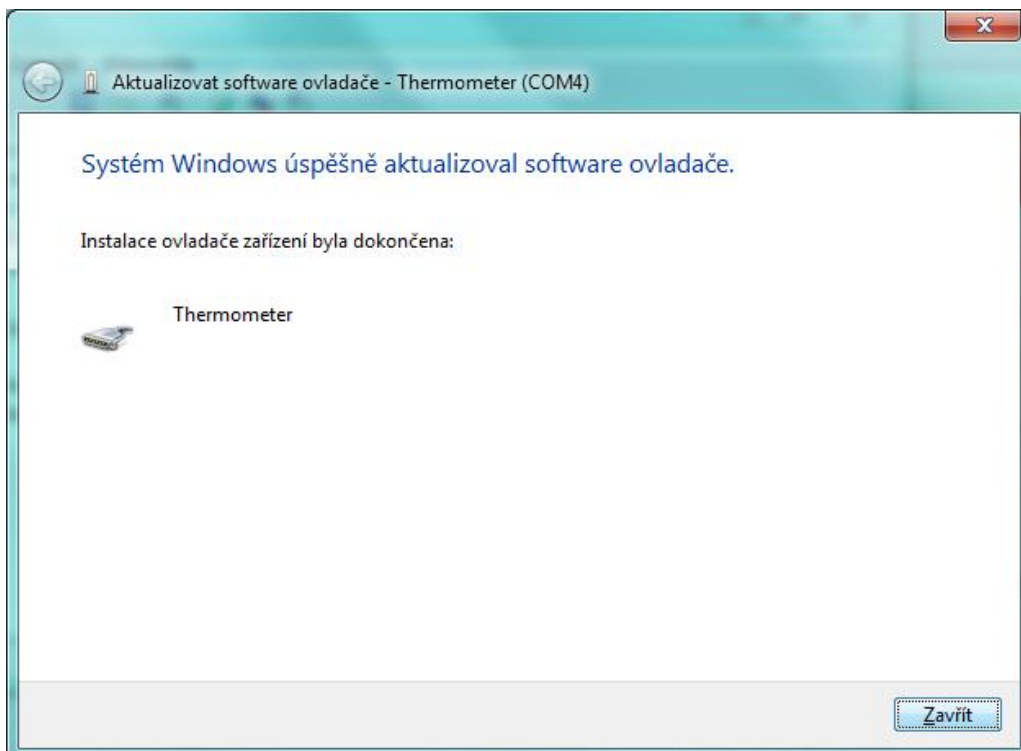 Aktualizovat software ovladače - Thermometer (COM4)
Systém Windows úspěšně aktualizoval software ovladače.
Instalace ovladače zařízení byla dokončena:
Thermometer
Zavřít